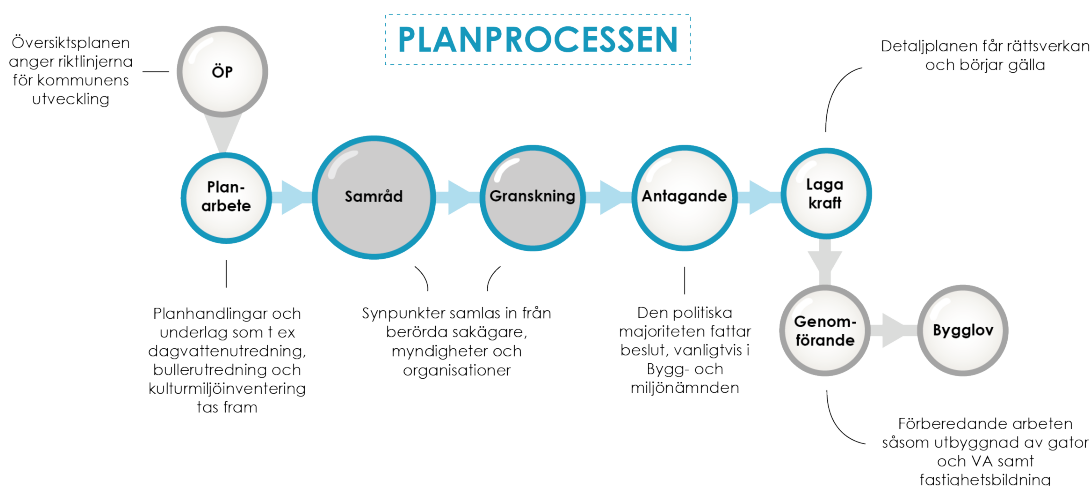 PLANPROCESSEN
Översiktsplanen
anger riktlinjerna
för kommunens
utveckling
ÖP
Detaljplanen får rättsverkan
och börjar gälla
Plan-
arbete
Samråd
Granskning
Antagande
Laga
kraft
Planhandlingar och
underlag som t ex
dagvattenutredning,
bullerutredning och
kulturmiljöinventering
tas fram
Synpunkter samlas in från
berörda sakägare,
myndigheter och
organisationer
Den politiska
majoriteten fattar
beslut, vanligtvis i
Bygg- och
miljönämnden
Genom-
förande
Bygglov
Förberedande arbeten
såsom utbyggnad av gator
och VA samt
fastighetsbildning